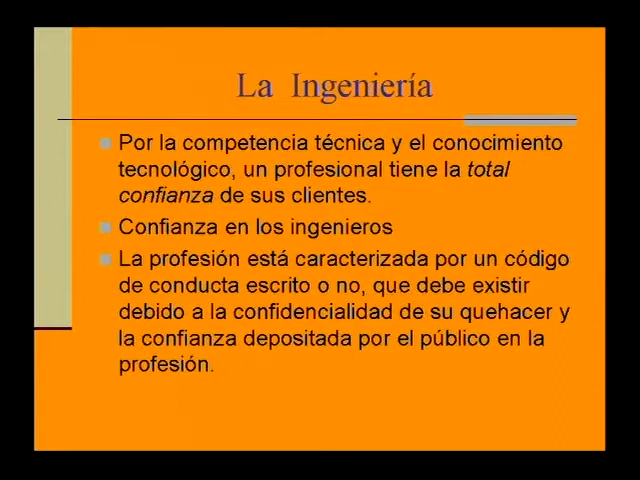 La Ingeniería
Por la competencia técnica y el conocimiento
tecnológico, un profesional tiene la total
confianza de sus clientes.
Confianza en los ingenieros
La profesión está caracterizada por un código
de conducta escrito o no, que debe existir
debido a la confidencialidad de su quehacer y
la confianza depositada por el público en la
profesión.